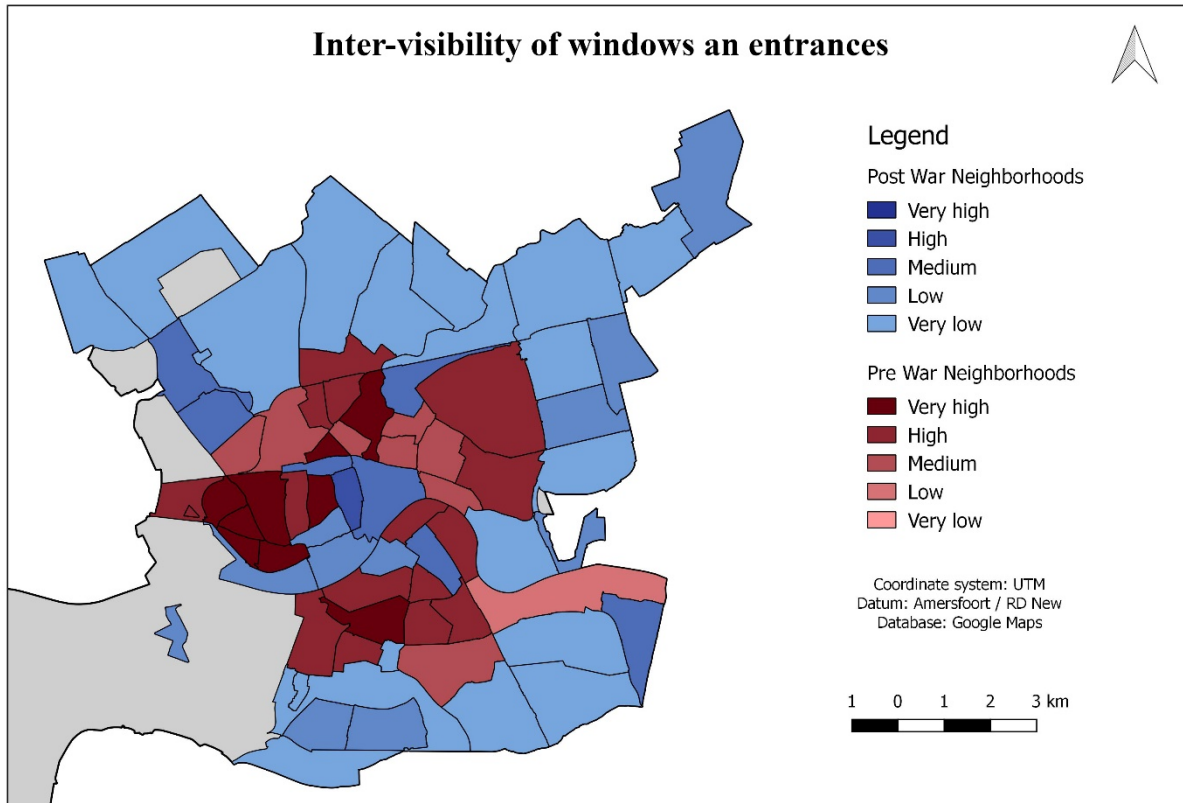 Inter-visibility of windows an entrances
Legend
Post War Neighborhoods
Very high
High
Medium
Low
Very low
Pre War Neighborhoods
Very high
High
Medium
Low
Very low
Coordinate system: UTM
Datum: Amersfoort / RD New
Database: Google Maps
1 0 1 2 3 km